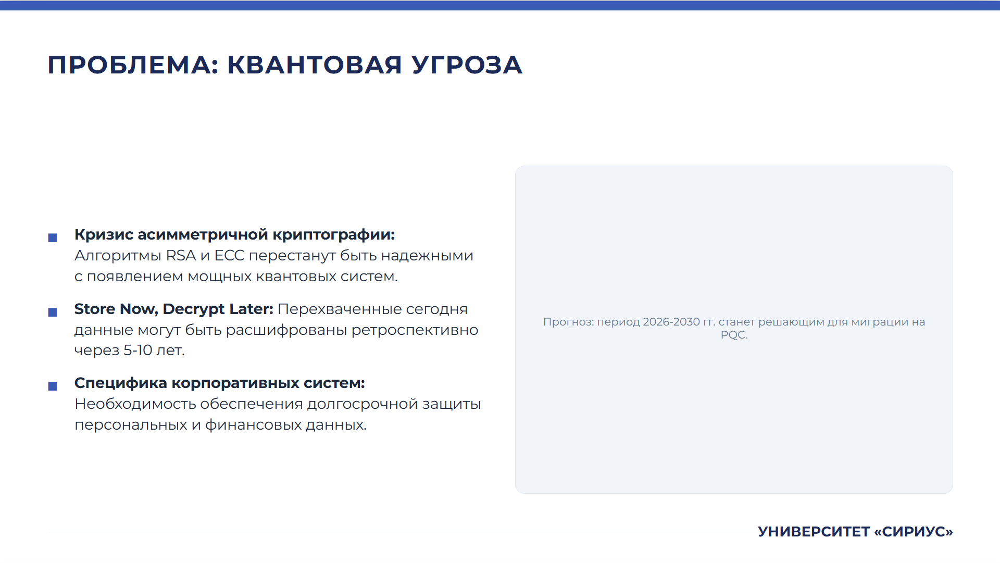 ПРОБЛЕМА: КВАНТОВАЯ УГРОЗА
Кризис асимметричной криптографии:
Алгоритмы RSA и ECC перестанут быть надежными
с появлением мощных квантовых систем.
Store Now, Decrypt Later: Перехваченные сегодня
данные могут быть расшифрованы ретроспективно
через 5-10 лет.
Специфика корпоративных систем:
Необходимость обеспечения долгосрочной защиты
персональных и финансовых данных.
Прогноз: период 2026-2030 гг. станет решающим для миграции на
PQC.
УНИВЕРСИТЕТ «СИРИУС»